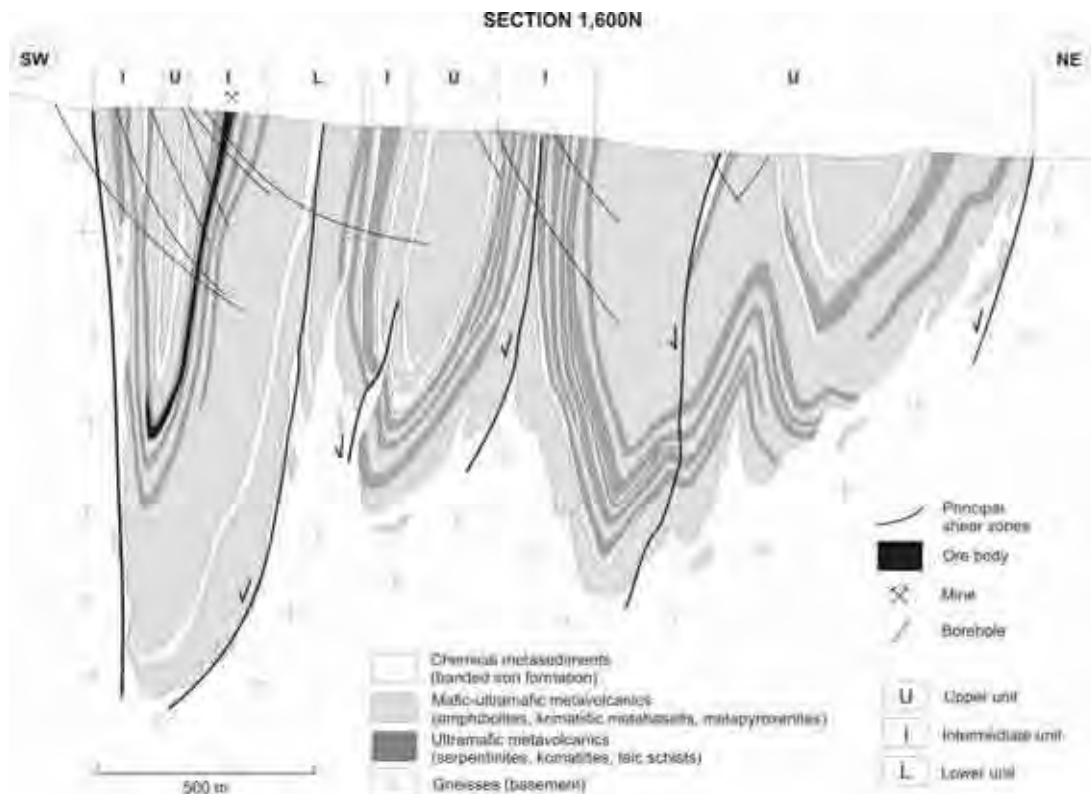 SECTION 1,600N
SW
NE
I U I L I U I U
Principal
shear zones
Ore body
Mine
Borehole
Chemical metasediments
(banded iron formation)
Mafic-ultramafic metavolcanics
(amphibolites, komatiitic metabasalts, metapyroxenites)
Ultramafic metavolcanics
(serpentinites, komatiites, talc schists)
Gneisses (basement)
U Upper unit
I Intermediate unit
L Lower unit
500 m